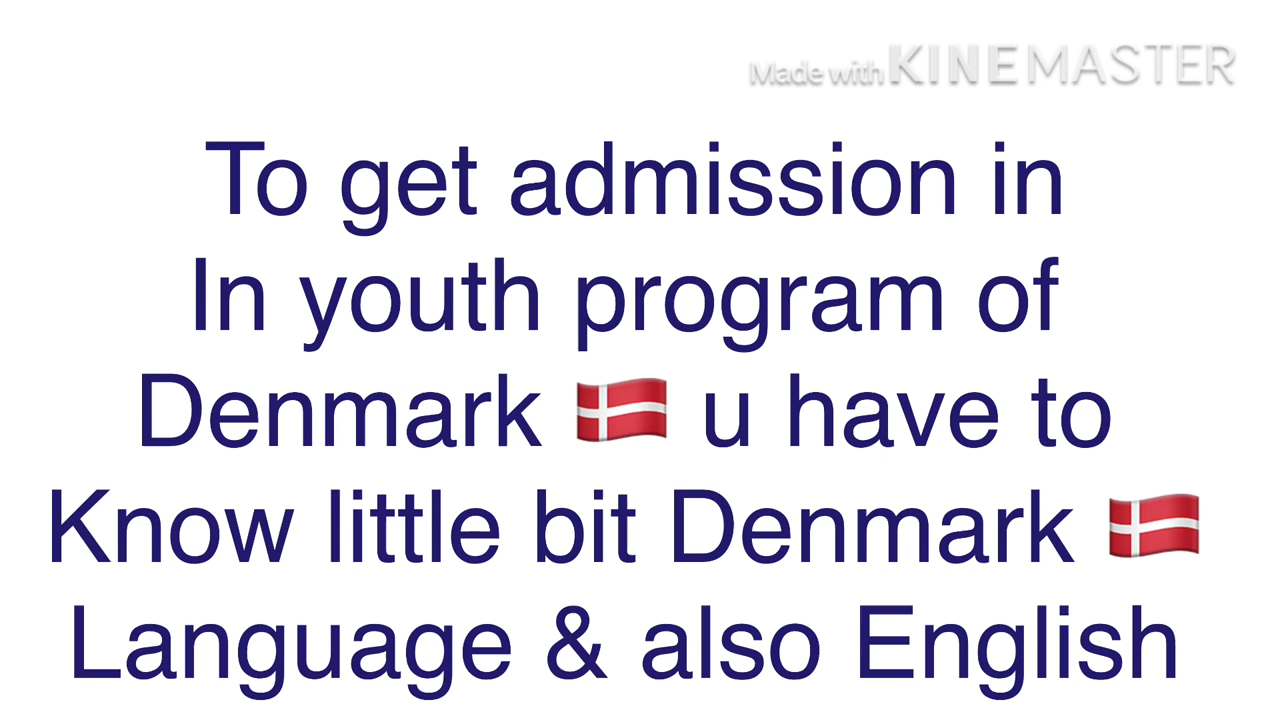 Made with KINEMASTER
To get admission in
In youth program of
Denmark 🇩🇰 u have to
Know little bit Denmark 🇩🇰
Language & also English